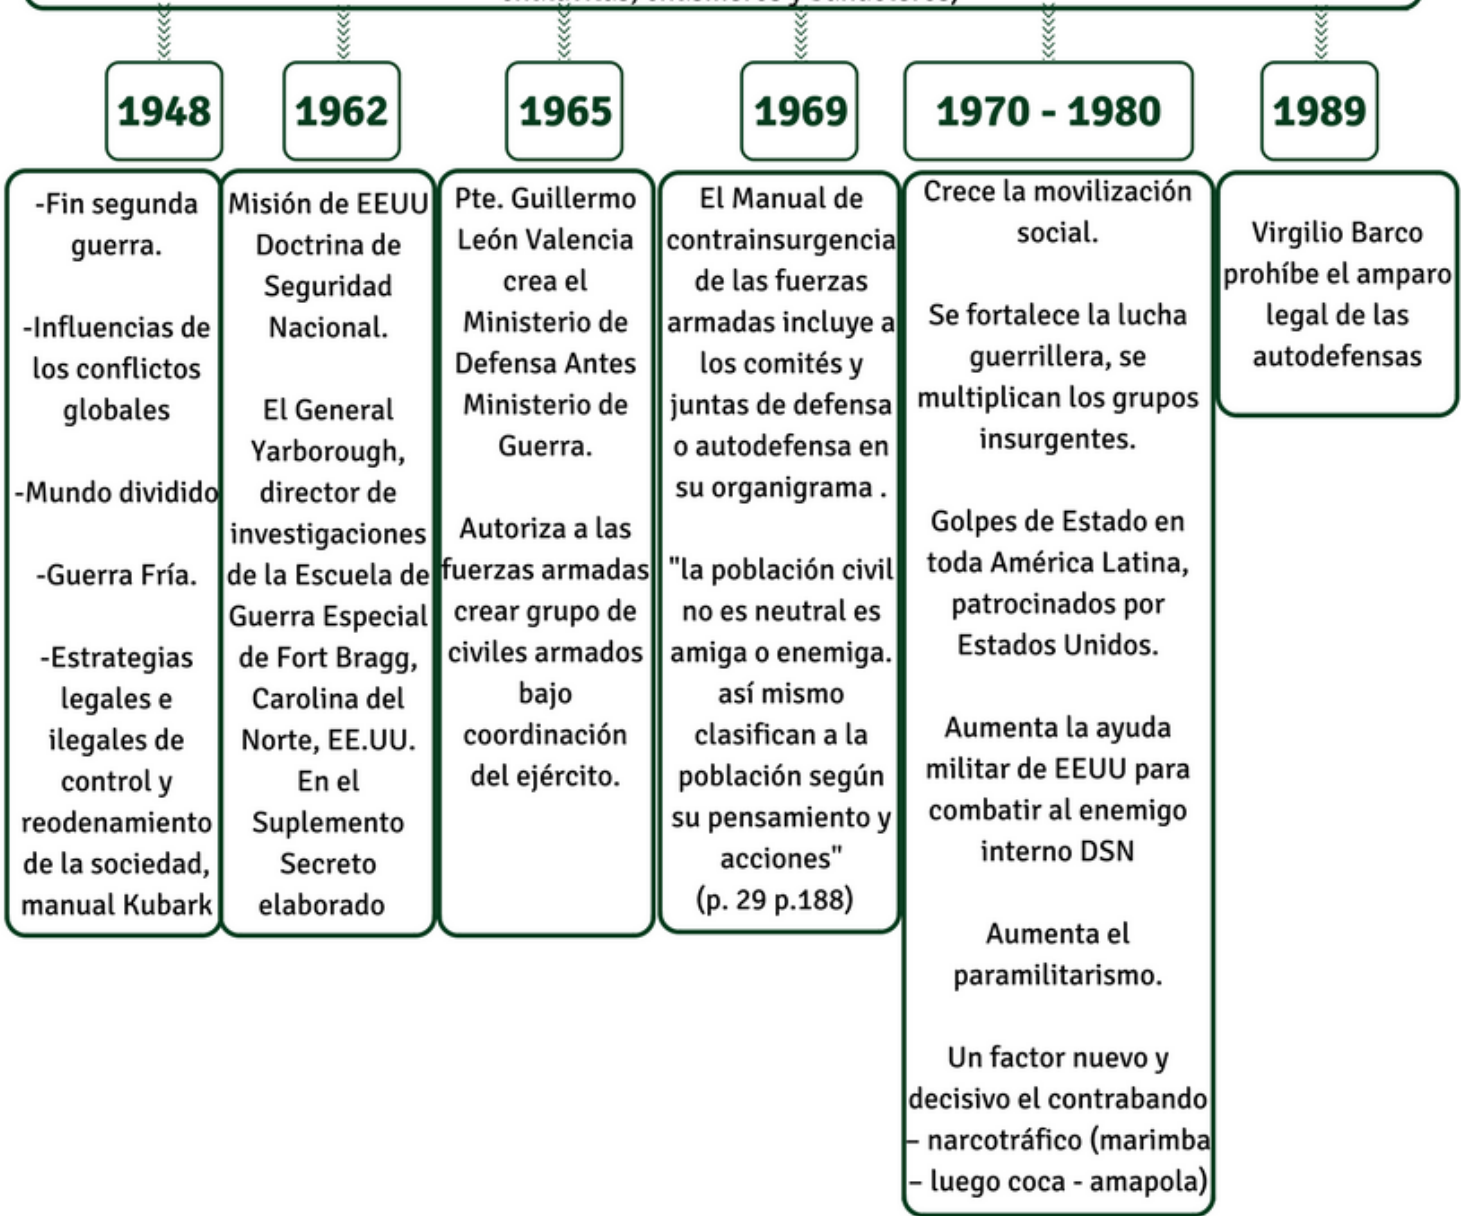 1948
-Fin segunda
guerra.
-Influencias de
los conflictos
globales
-Mundo dividido
-Guerra Fría.
-Estrategias
legales e
ilegales de
control y
reodenamiento
de la sociedad,
manual Kubark
1962
Misión de EEUU
Doctrina de
Seguridad
Nacional.
El General
Yarborough,
director de
investigaciones
de la Escuela de
Guerra Especial
de Fort Bragg,
Carolina del
Norte, EE.UU.
En el
Suplemento
Secreto
elaborado
1965
Pte. Guillermo
León Valencia
crea el
Ministerio de
Defensa Antes
Ministerio de
Guerra.
Autoriza a las
fuerzas armadas
crear grupo de
civiles armados
bajo
coordinación
del ejército.
1969
El Manual de
contrainsurgencia
de las fuerzas
armadas incluye a
los comités y
juntas de defensa
o autodefensa en
su organigrama .
"la población civil
no es neutral es
amiga o enemiga.
así mismo
clasifican a la
población según
su pensamiento y
acciones"
(p. 29 p.188)
1970 - 1980
Crece la movilización
social.
Se fortalece la lucha
guerrillera, se
multiplican los grupos
insurgentes.
Golpes de Estado en
toda América Latina,
patrocinados por
Estados Unidos.
Aumenta la ayuda
militar de EEUU para
combatir al enemigo
interno DSN
Aumenta el
paramilitarismo.
Un factor nuevo y
decisivo el contrabando
– narcotráfico (marimba
– luego coca - amapola)
1989
Virgilio Barco
prohíbe el amparo
legal de las
autodefensas